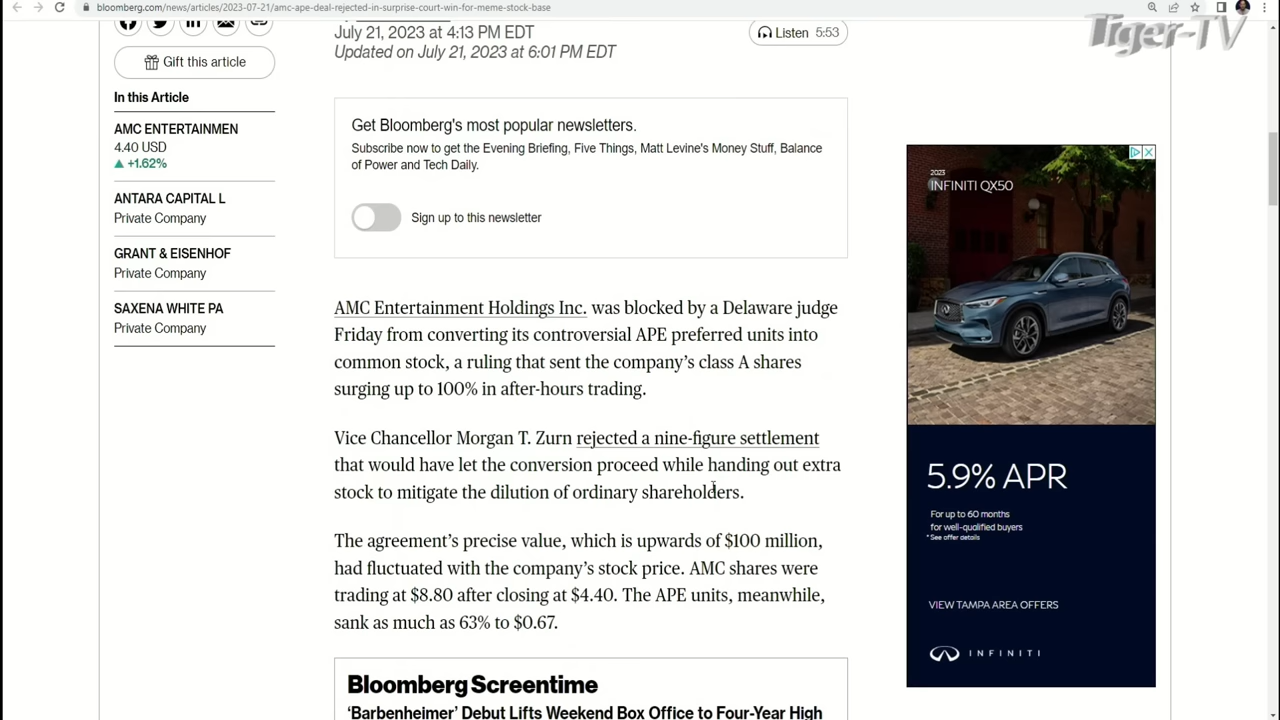 bloomberg.com/news/articles/2023-07-21/amc-ape-deal-rejected-in-surprise-court-win-for-meme-stock-base
Tiger-TV
July 21, 2023 at 4:13 PM EDT
Updated on July 21, 2023 at 6:01 PM EDT
Listen 5:53
Gift this article
In this Article
AMC ENTERTAINMEN
4.40 USD
+1.62%
ANTARA CAPITAL L
Private Company
GRANT & EISENHOF
Private Company
SAXENA WHITE PA
Private Company
Get Bloomberg's most popular newsletters.
Subscribe now to get the Evening Briefing, Five Things, Matt Levine's Money Stuff, Balance
of Power and Tech Daily.
Sign up to this newsletter
AMC Entertainment Holdings Inc. was blocked by a Delaware judge
Friday from converting its controversial APE preferred units into
common stock, a ruling that sent the company's class A shares
surging up to 100% in after-hours trading.
Vice Chancellor Morgan T. Zurn rejected a nine-figure settlement
that would have let the conversion proceed while handing out extra
stock to mitigate the dilution of ordinary shareholders.
The agreement's precise value, which is upwards of $100 million,
had fluctuated with the company's stock price. AMC shares were
trading at $8.80 after closing at $4.40. The APE units, meanwhile,
sank as much as 63% to $0.67.
Bloomberg Screentime
'Barbenheimer' Debut Lifts Weekend Box Office to Four-Year High
2023
INFINITI QX50
5.9% APR
For up to 60 months
for well-qualified buyers
* See offer details
VIEW TAMPA AREA OFFERS
INFINITI